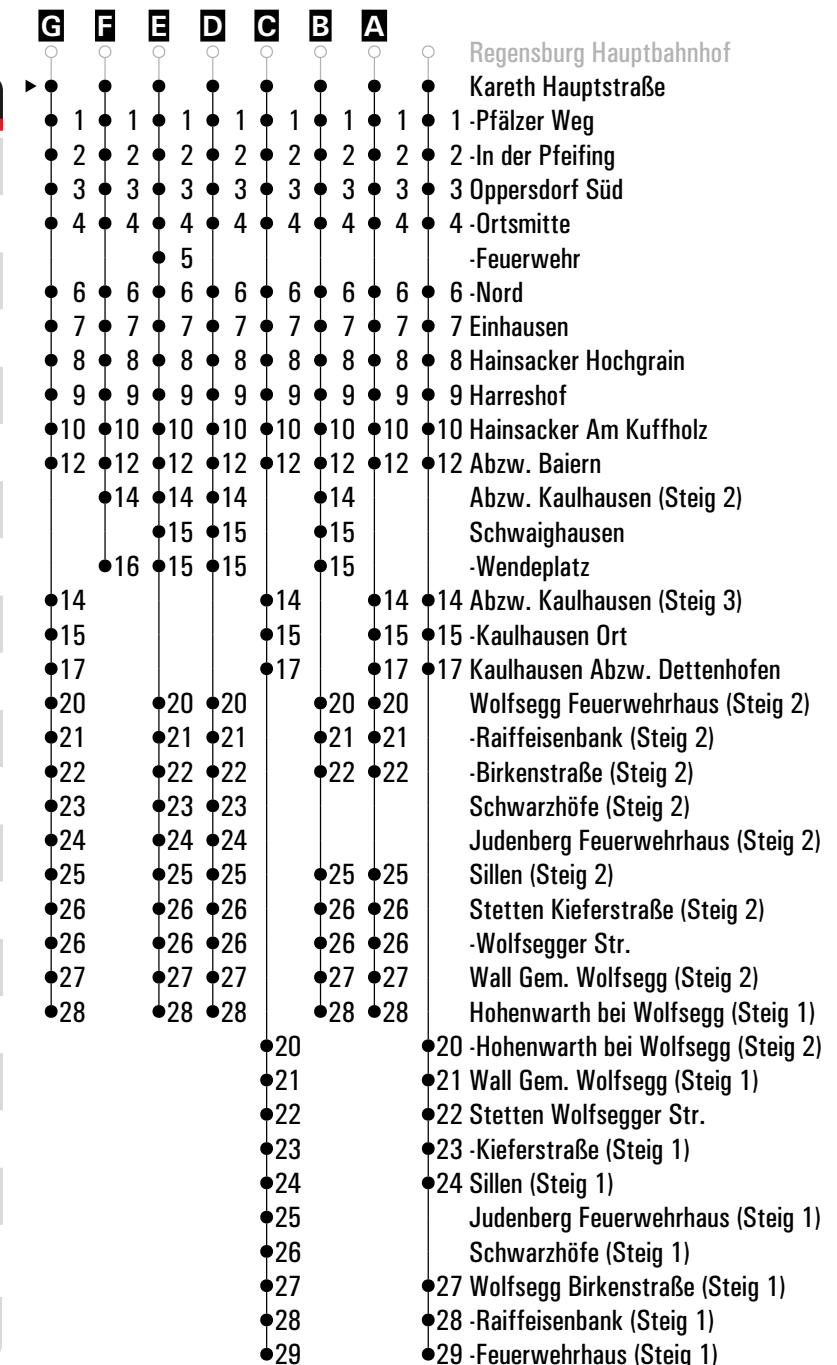 G F E D C B A
Regensburg Hauptbahnhof
Kareth Hauptstraße
1 1 1 1 1 1 1 1 -Pfälzer Weg
2 2 2 2 2 2 2 2 -In der Pfeifing
3 3 3 3 3 3 3 3 Oppersdorf Süd
4 4 4 4 4 4 4 4 -Ortsmitte
5 -Feuerwehr
6 6 6 6 6 6 6 6 -Nord
7 7 7 7 7 7 7 7 Einhausen
8 8 8 8 8 8 8 8 Hainsacker Hochgrain
9 9 9 9 9 9 9 9 Harreshof
10 10 10 10 10 10 10 10 Hainsacker Am Kuffholz
12 12 12 12 12 12 12 12 Abzw. Baiern
14 14 14 14 Abzw. Kaulhausen (Steig 2)
15 15 15 Schwaighausen
16 15 15 15 -Wendeplatz
14 14 14 14 Abzw. Kaulhausen (Steig 3)
15 15 15 15 -Kaulhausen Ort
17 17 17 17 Kaulhausen Abzw. Dettenhofen
20 20 20 20 20 Wolfsegg Feuerwehrhaus (Steig 2)
21 21 21 21 21 -Raiffeisenbank (Steig 2)
22 22 22 22 22 -Birkenstraße (Steig 2)
23 23 23 Schwarzhöfe (Steig 2)
24 24 24 Judenberg Feuerwehrhaus (Steig 2)
25 25 25 25 25 Sillen (Steig 2)
26 26 26 26 26 Stetten Kieferstraße (Steig 2)
26 26 26 26 26 -Wolfsegger Str.
27 27 27 27 27 Wall Gem. Wolfsegg (Steig 2)
28 28 28 28 28 Hohenwarth bei Wolfsegg (Steig 1)
20 20 -Hohenwarth bei Wolfsegg (Steig 2)
21 21 Wall Gem. Wolfsegg (Steig 1)
22 22 Stetten Wolfsegger Str.
23 23 -Kieferstraße (Steig 1)
24 24 Sillen (Steig 1)
25 Judenberg Feuerwehrhaus (Steig 1)
26 Schwarzhöfe (Steig 1)
27 27 Wolfsegg Birkenstraße (Steig 1)
28 28 -Raiffeisenbank (Steig 1)
29 29 -Feuerwehrhaus (Steig 1)